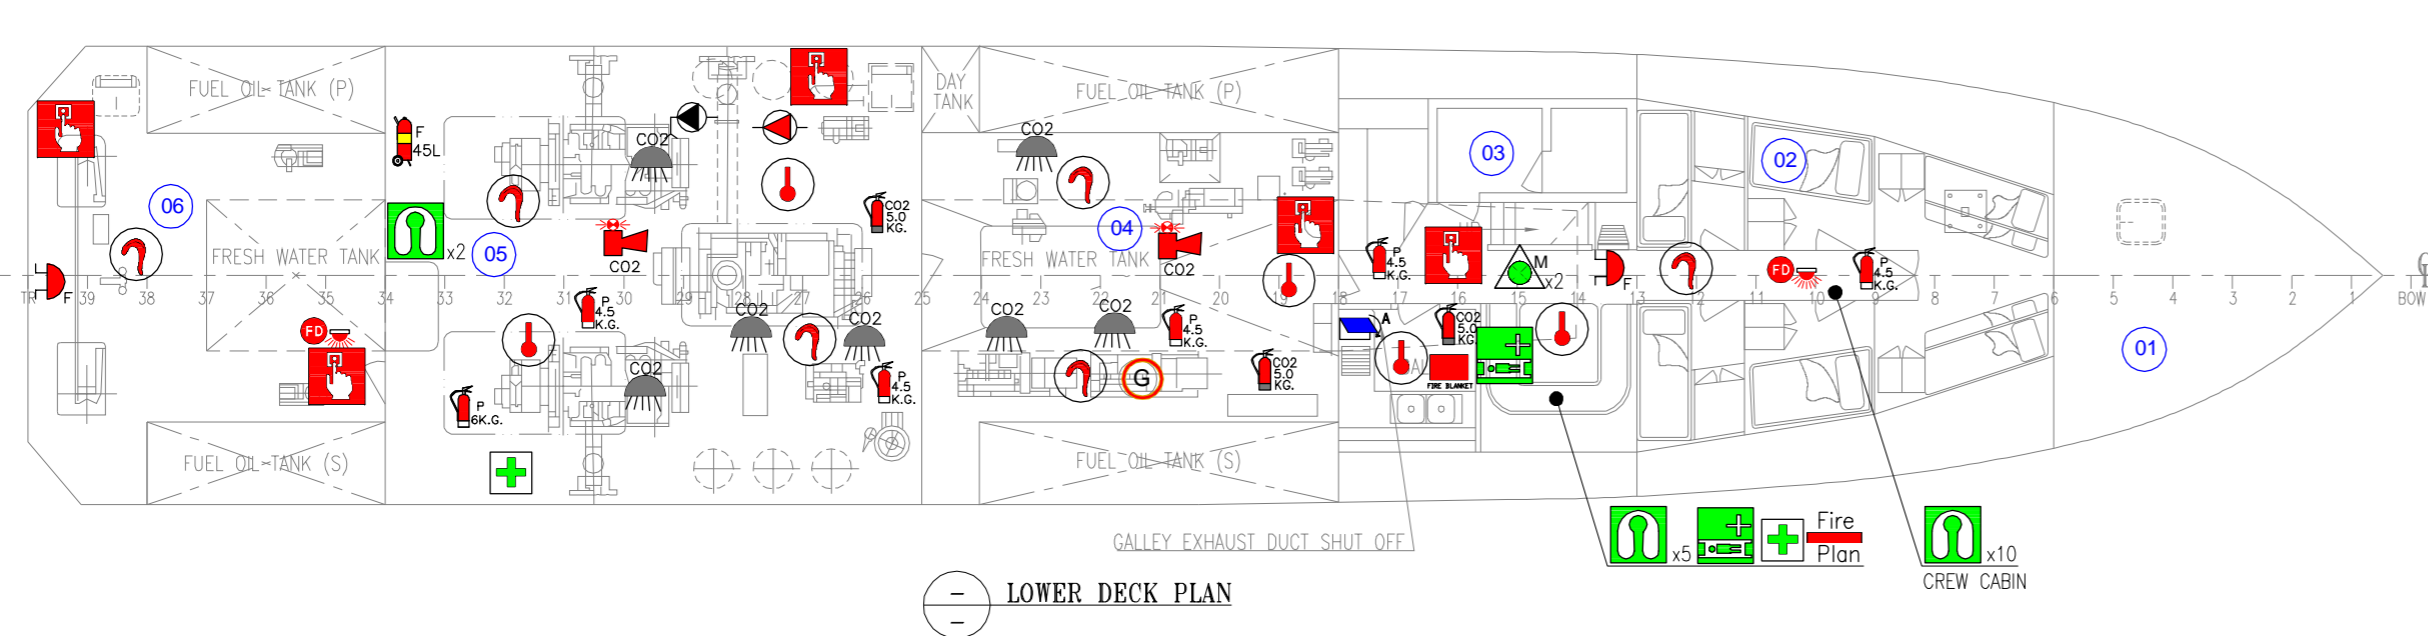 FUEL OIL TANK (P)
DAY
TANK
FUEL OIL TANK (P)
F
45L
CO2
CO2
03
02
06
CO2
5.0
KG.
04
x2
05
FRESH WATER TANK
FRESH WATER TANK
CO2
CO2
P
4.5
K.G.
M
x2
F
FD
P
4.5
K.G.
F
TR
39
38
37
36
35
34
33
32
31
30
29
28
27
26
25
24
23
22
21
20
19
18
17
16
15
14
13
12
11
10
9
8
7
6
5
4
3
2
1
BOW
FD
P
4.5
K.G.
CO2
CO2
CO2
CO2
P
4.5
K.G.
A
CO2
5.0
KG.
01
CO2
P
4.5
K.G.
G
CO2
5.0
KG.
FIRE BLANKET
P
6K.G.
FUEL OIL TANK (S)
FUEL OIL TANK (S)
GALLEY EXHAUST DUCT SHUT OFF
x5
Fire
Plan
x10
CREW CABIN
LOWER DECK PLAN